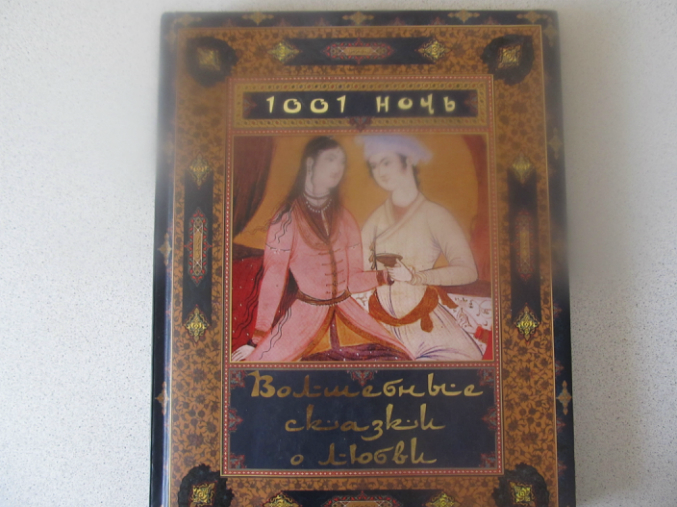 1001 ночь
Волшебные
сказки
о любви